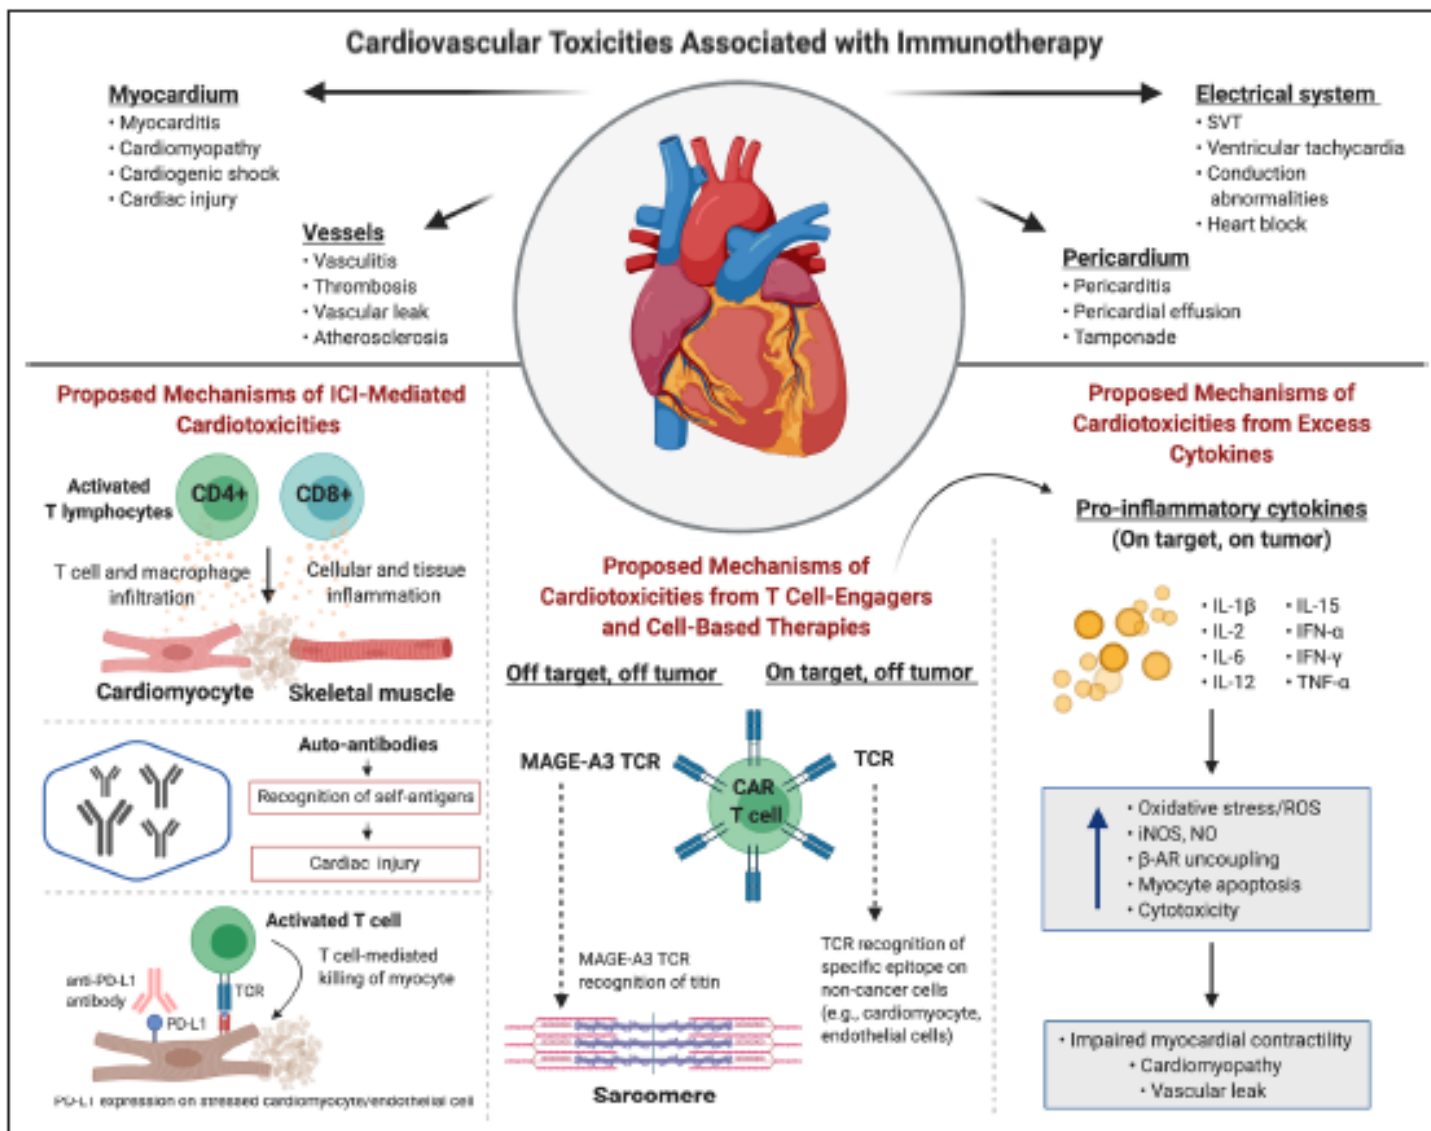 Cardiovascular Toxicities Associated with Immunotherapy
Myocardium
• Myocarditis
• Cardiomyopathy
• Cardiogenic shock
• Cardiac injury
Vessels
• Vasculitis
• Thrombosis
• Vascular leak
• Atherosclerosis
Electrical system
• SVT
• Ventricular tachycardia
• Conduction
abnormalities
• Heart block
Pericardium
• Pericarditis
• Pericardial effusion
• Tamponade
Proposed Mechanisms of ICI-Mediated
Cardiotoxicities
Activated
T lymphocytes
CD4+
CD8+
T cell and macrophage
infiltration
Cellular and tissue
inflammation
Cardiomyocyte
Skeletal muscle
Auto-antibodies
Recognition of self-antigens
Cardiac injury
Activated T cell
T cell-mediated
killing of myocyte
anti-PD-L1
antibody
TCR
PD-L1
PD-L1 expression on stressed cardiomyocyte/endothelial cell
Proposed Mechanisms of
Cardiotoxicities from T Cell-Engagers
and Cell-Based Therapies
Off target, off tumor
On target, off tumor
MAGE-A3 TCR
CAR
T cell
TCR
MAGE-A3 TCR
recognition of titin
TCR recognition of
specific epitope on
non-cancer cells
(e.g., cardiomyocyte,
endothelial cells)
Sarcomere
Proposed Mechanisms of
Cardiotoxicities from Excess
Cytokines
Pro-inflammatory cytokines
(On target, on tumor)
• IL-1β
• IL-2
• IL-6
• IL-12
• IL-15
• IFN-α
• IFN-γ
• TNF-α
• Oxidative stress/ROS
• iNOS, NO
• β-AR uncoupling
• Myocyte apoptosis
• Cytotoxicity
• Impaired myocardial contractility
• Cardiomyopathy
• Vascular leak